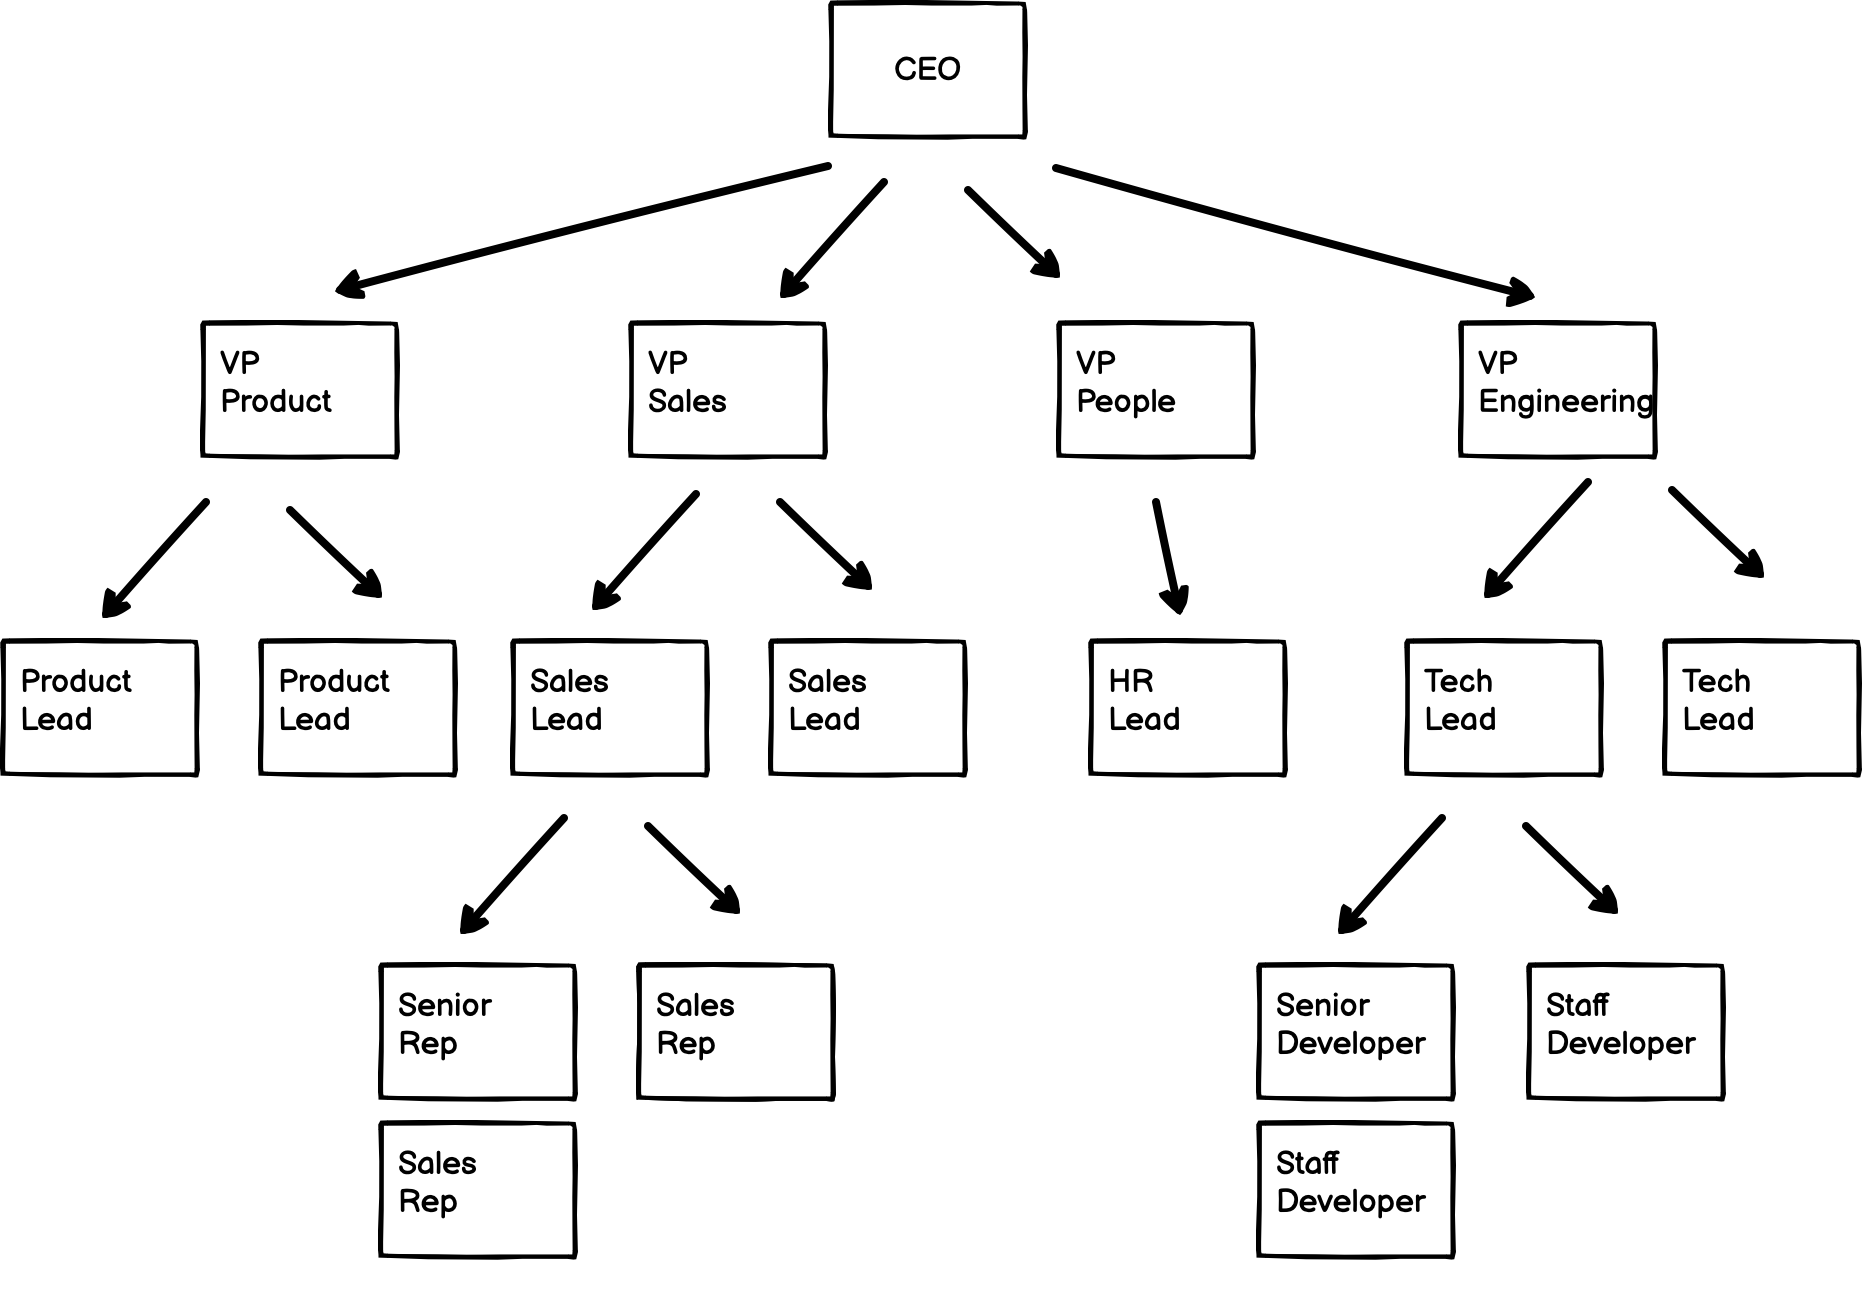 CEO
VP
Product
VP
Sales
VP
People
VP
Engineering
Product
Lead
Product
Lead
Sales
Lead
Sales
Lead
HR
Lead
Tech
Lead
Tech
Lead
Senior
Rep
Sales
Rep
Senior
Developer
Staff
Developer
Sales
Rep
Staff
Developer